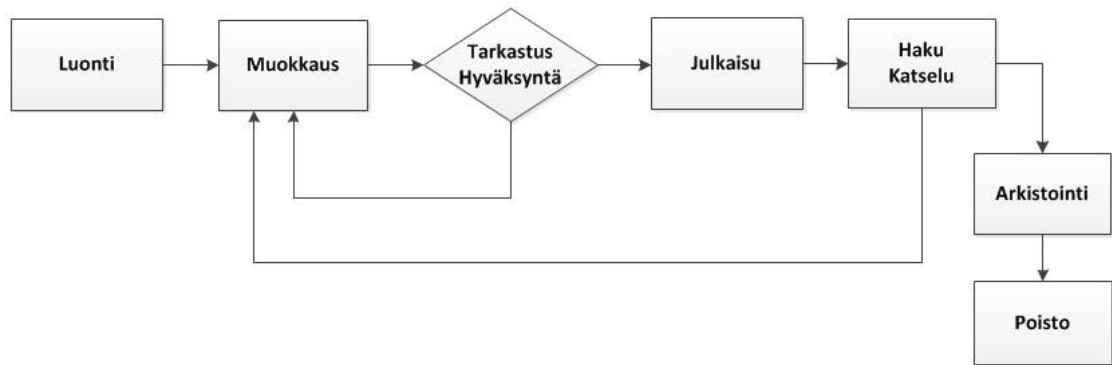 Luonti
Muokkaus
Tarkastus
Hyväksyntä
Julkaisu
Haku
Katselu
Arkistointi
Poisto